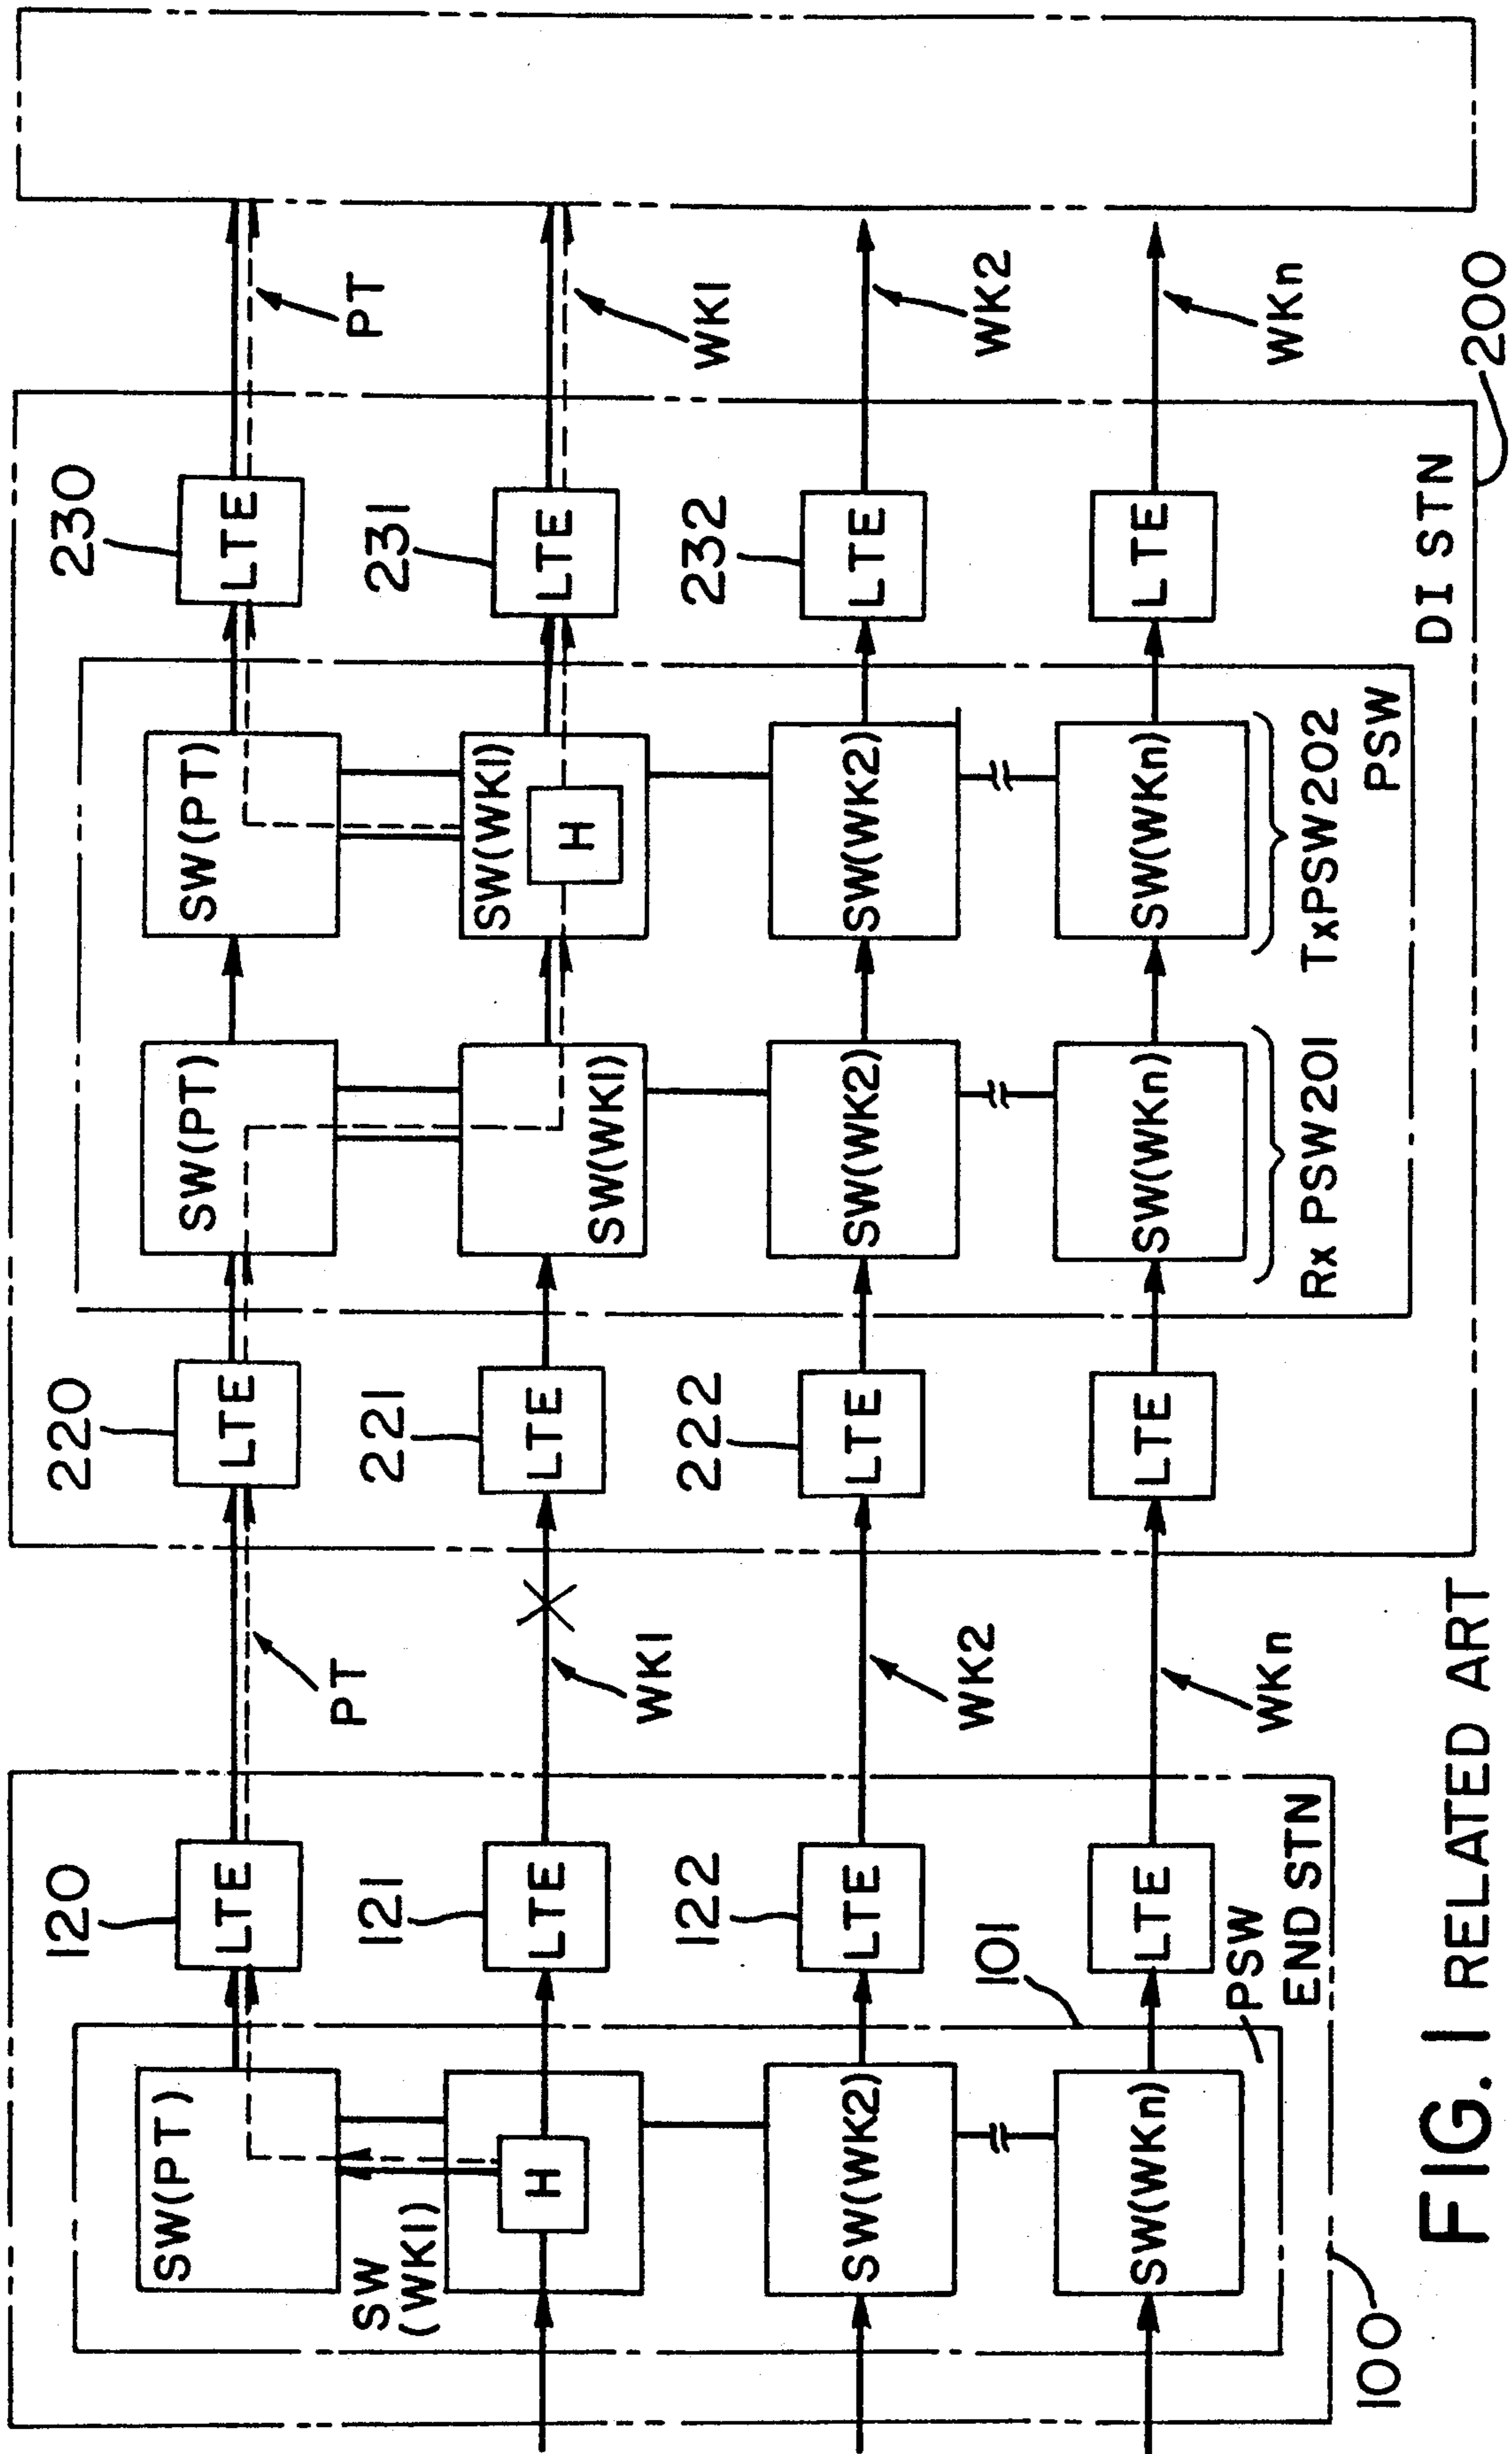 120
220
230
SW(PT)
LTE
LTE
SW(PT)
SW(PT)
LTE
PT
PT
SW
(WK1)
121
221
231
H
LTE
LTE
SW(WK1)
SW(WK1)
H
LTE
WK1
WK1
122
222
232
SW(WK2)
LTE
LTE
SW(WK2)
SW(WK2)
LTE
WK2
WK2
101
SW(WKn)
LTE
LTE
SW(WKn)
SW(WKn)
LTE
PSW
WKn
WKn
END STN
Rx PSW201
TxPSW202
PSW
100
DI STN
200
FIG. 1 RELATED ART